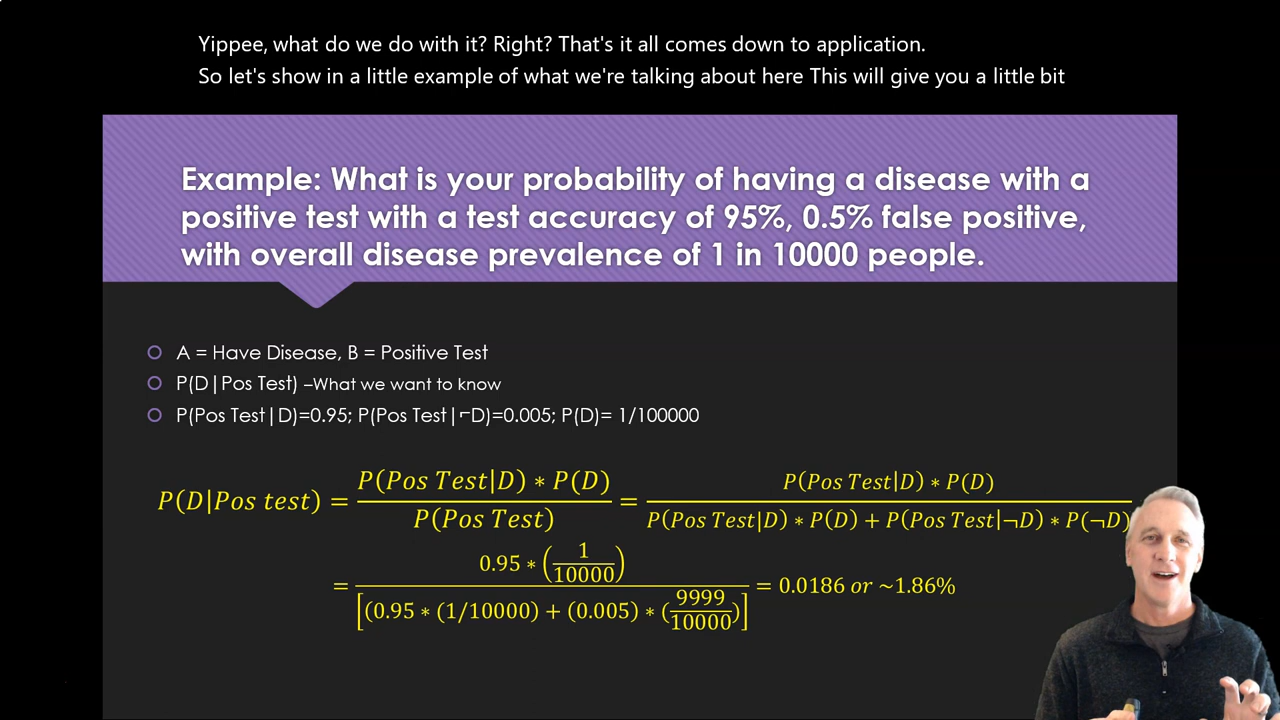 Yippee, what do we do with it? Right? That's it all comes down to application.
So let's show in a little example of what we're talking about here This will give you a little bit
Example: What is your probability of having a disease with a
positive test with a test accuracy of 95%, 0.5% false positive,
with overall disease prevalence of 1 in 10000 people.
A = Have Disease, B = Positive Test
P(D|Pos Test) –What we want to know
P(Pos Test|D)=0.95; P(Pos Test|⌐D)=0.005; P(D)= 1/100000
P(D|Pos test) = P(Pos Test|D) * P(D) / P(Pos Test) = P(Pos Test|D) * P(D) / P(Pos Test|D) * P(D) + P(Pos Test|¬D) * P(¬D)
= 0.95 * (1/10000) / [(0.95 * (1/10000) + (0.005) * (9999/10000)] = 0.0186 or ~1.86%